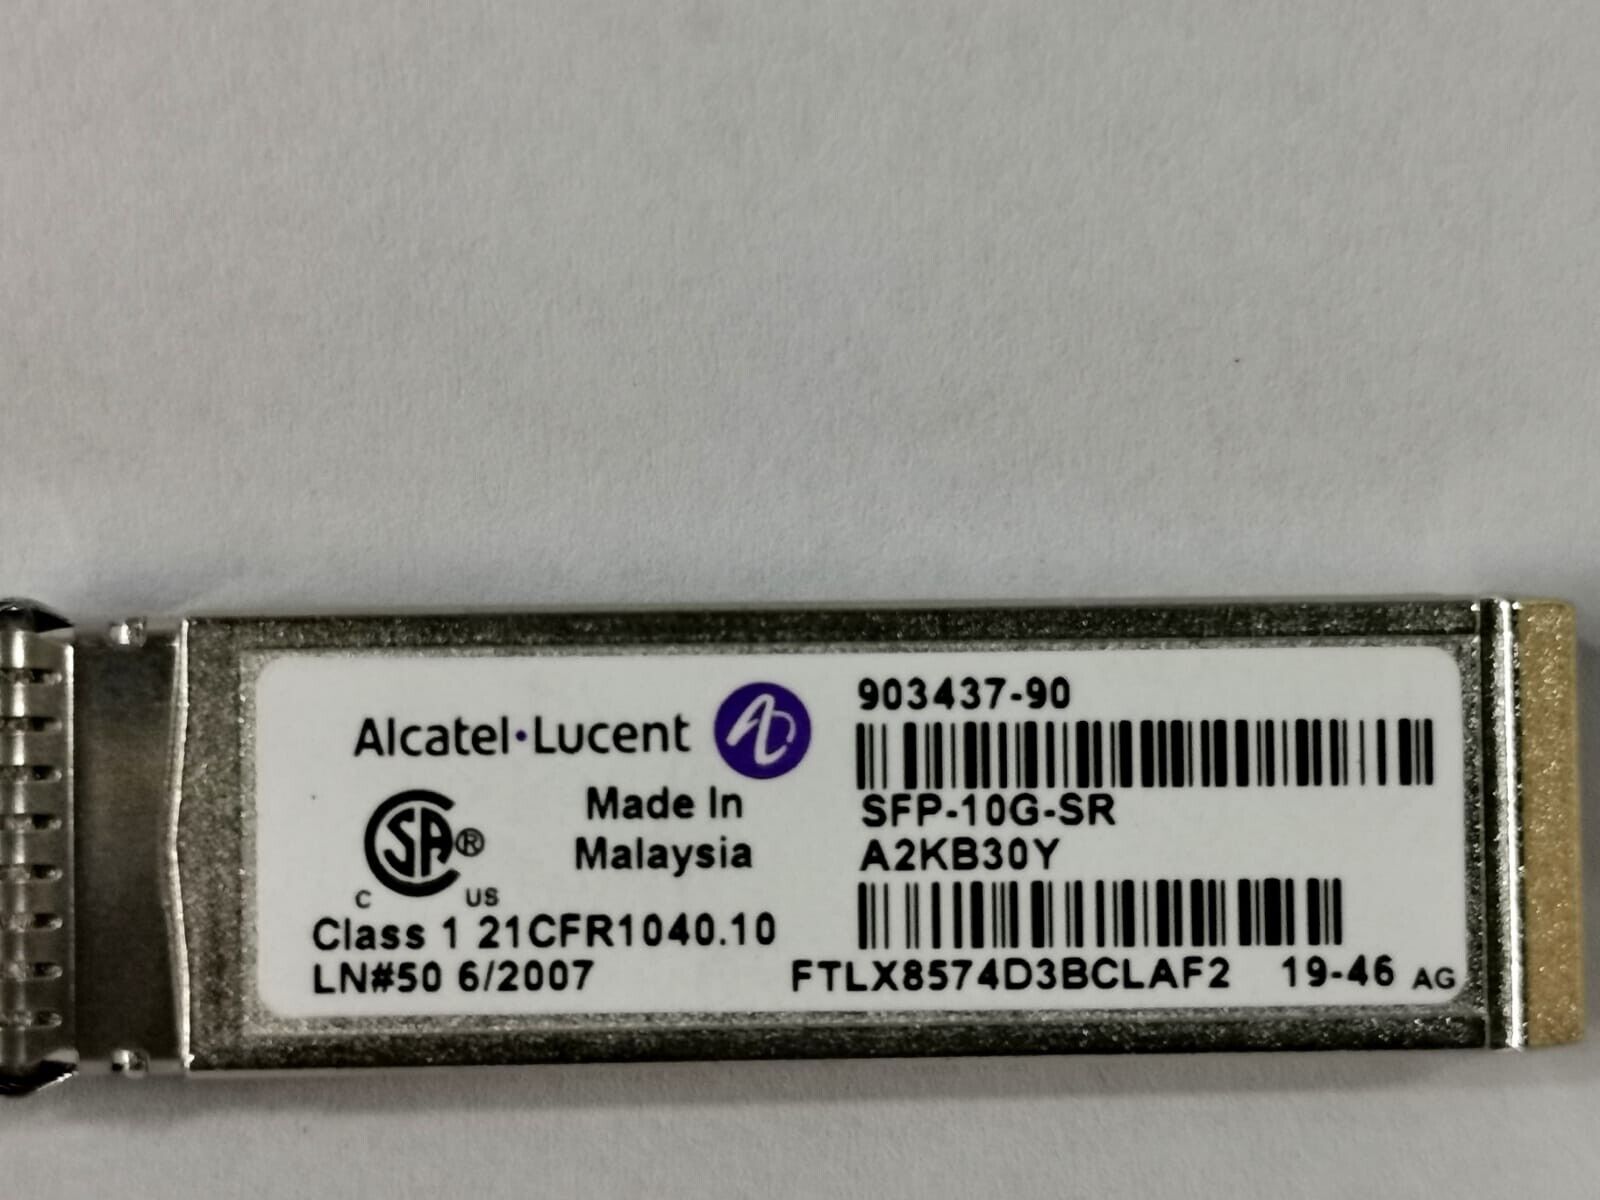 Alcatel·Lucent
903437-90
Made In
Malaysia
SFP-10G-SR
A2KB30Y
SA®
C US
Class 1 21CFR1040.10
LN#50 6/2007
FTLX8574D3BCLAF2 19-46 AG